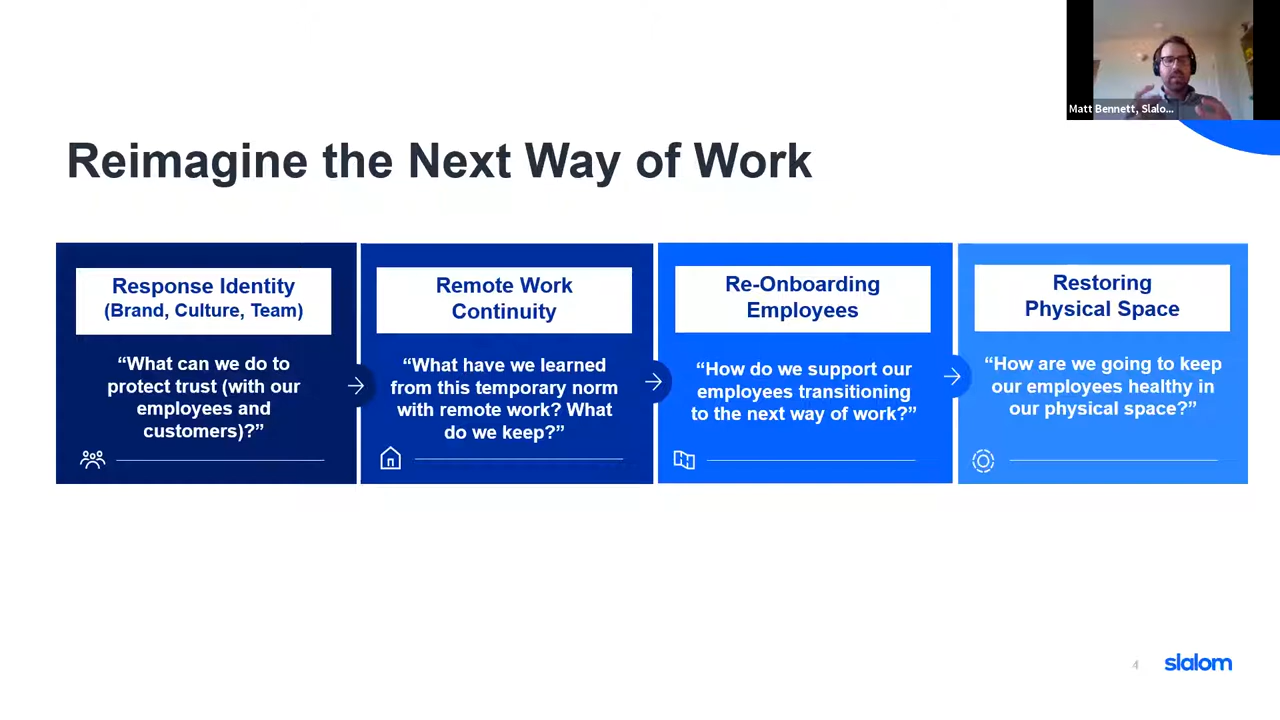 Matt Bennett, Slalo...
Reimagine the Next Way of Work
Response Identity
(Brand, Culture, Team)
“What can we do to
protect trust (with our
employees and
customers)?”
Remote Work
Continuity
“What have we learned
from this temporary norm
with remote work? What
do we keep?”
Re-Onboarding
Employees
“How do we support our
employees transitioning
to the next way of work?”
Restoring
Physical Space
“How are we going to keep
our employees healthy in
our physical space?”
4
slalom